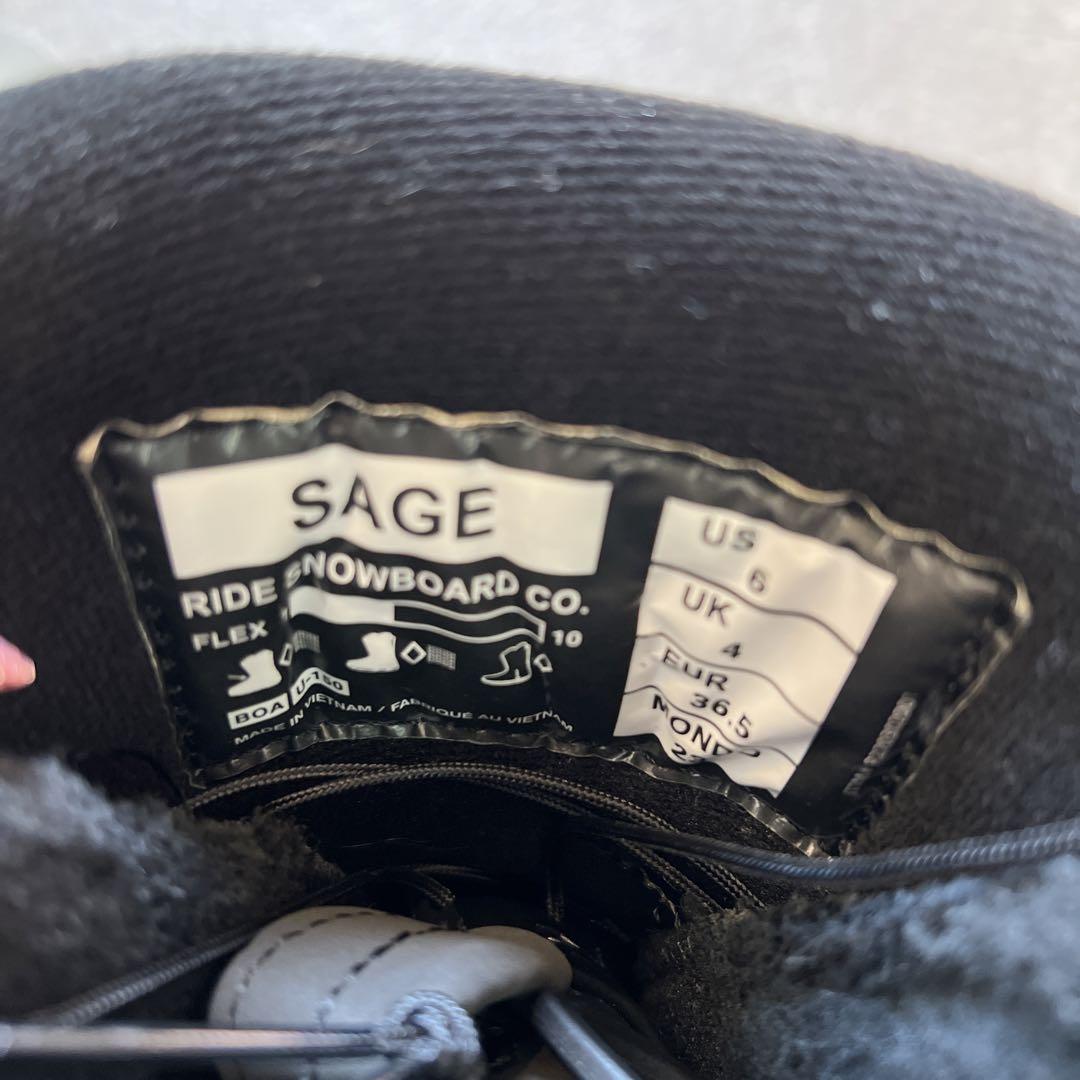 SAGE
RIDE SNOWBOARD CO.
FLEX
10
BOA U-150
MADE IN VIETNAM / FABRIQUÉ AU VIETNAM
US
6
UK
4
EUR
36.5